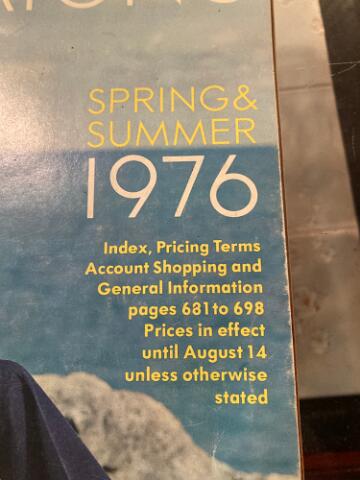 SPRING&
SUMMER
1976
Index, Pricing Terms
Account Shopping and
General Information
pages 681 to 698
Prices in effect
until August 14
unless otherwise
stated